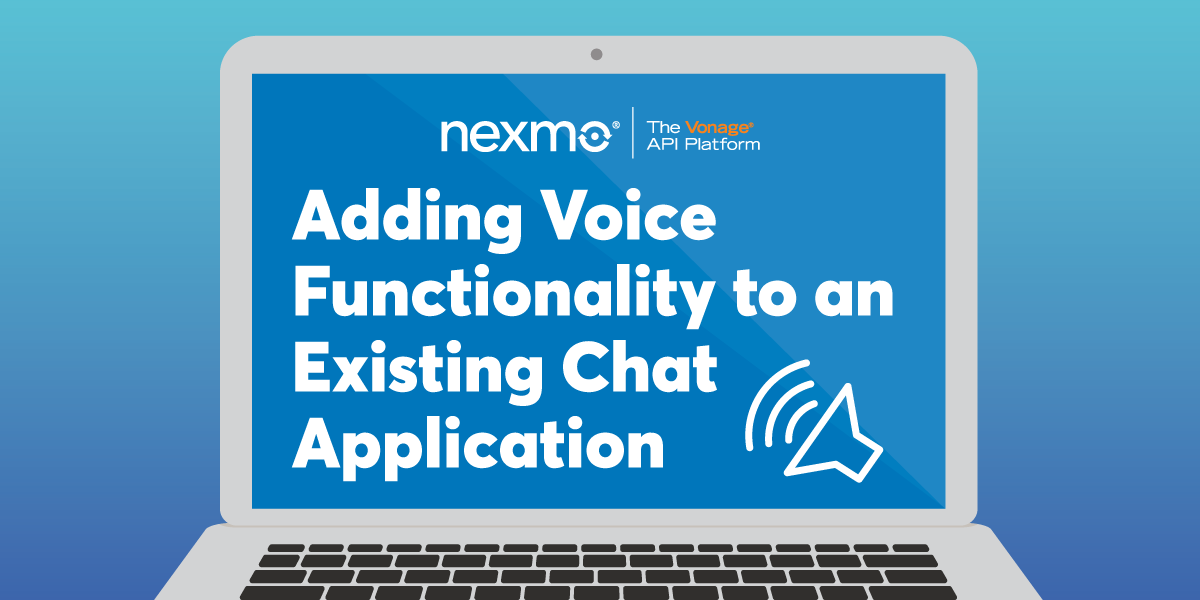 nexmo®
The Vonage®
API Platform
Adding Voice
Functionality to an
Existing Chat
Application